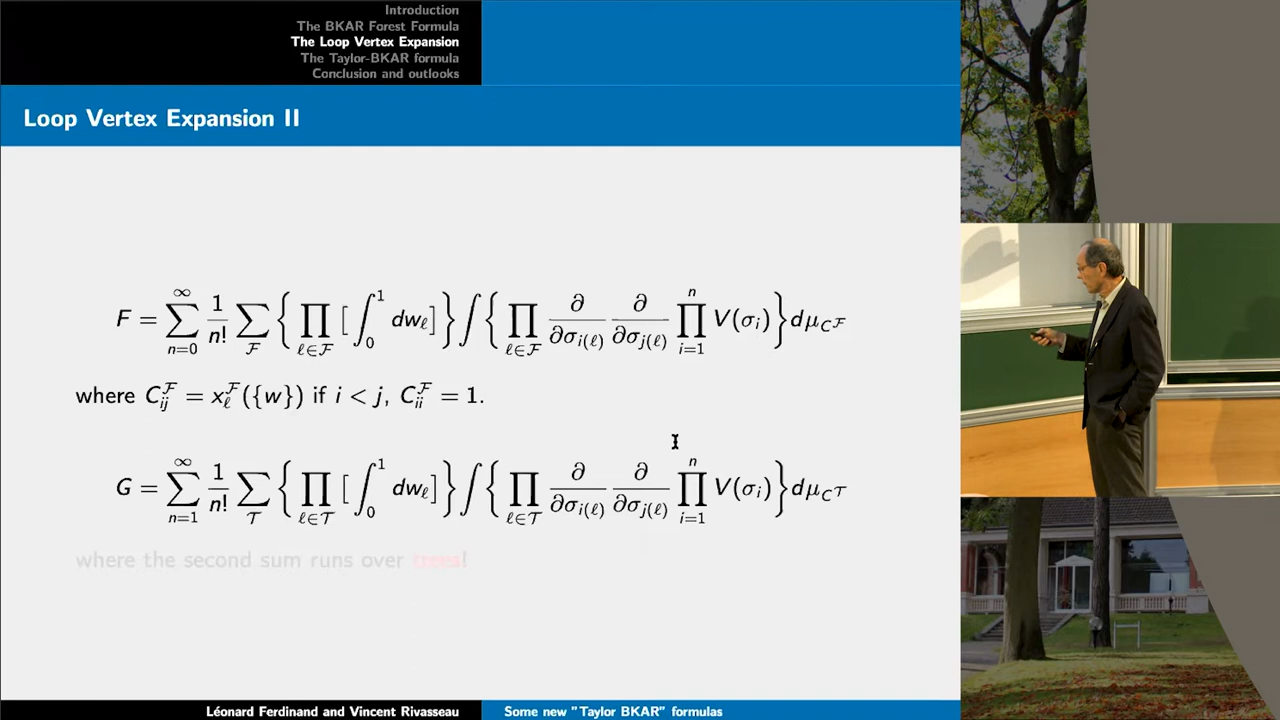 Introduction
The BKAR Forest Formula
The Loop Vertex Expansion
The Taylor-BKAR formula
Conclusion and outlooks
Loop Vertex Expansion II
F = ∑_{n=0}^{∞} 1/n! ∑_{ℱ} { ∏_{ℓ∈ℱ} [ ∫_0^1 dw_ℓ ] } ∫ { ∏_{ℓ∈ℱ} ∂/∂σ_{i(ℓ)} ∂/∂σ_{j(ℓ)} ∏_{i=1}^{n} V(σ_i) } dμ_{C^ℱ}
where C_{ij}^ℱ = x_ℓ^ℱ({w}) if i < j, C_{ii}^ℱ = 1.
G = ∑_{n=1}^{∞} 1/n! ∑_{𝒯} { ∏_{ℓ∈𝒯} [ ∫_0^1 dw_ℓ ] } ∫ { ∏_{ℓ∈𝒯} ∂/∂σ_{i(ℓ)} ∂/∂σ_{j(ℓ)} ∏_{i=1}^{n} V(σ_i) } dμ_{C^𝒯}
where the second sum runs over trees!
Léonard Ferdinand and Vincent Rivasseau
Some new "Taylor BKAR" formulas